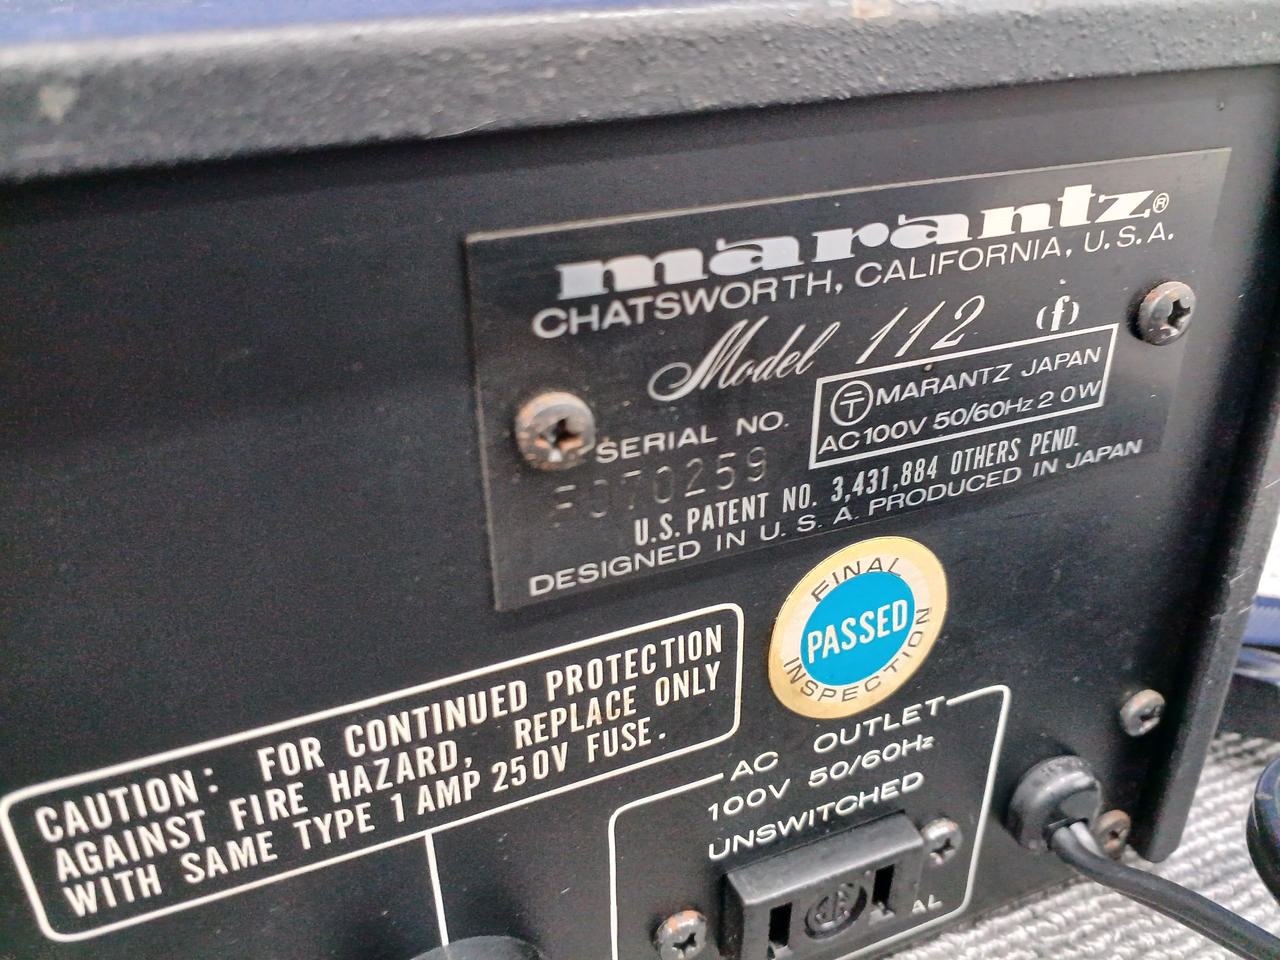 marantz®
CHATSWORTH, CALIFORNIA, U.S.A.
Model 112 (f)
SERIAL NO.
F070259
Ⓣ MARANTZ JAPAN
AC100V 50/60Hz 20W
U.S. PATENT NO. 3,431,884 OTHERS PEND.
DESIGNED IN U.S.A. PRODUCED IN JAPAN
FINAL
PASSED
INSPECTION
CAUTION: FOR CONTINUED PROTECTION
AGAINST FIRE HAZARD, REPLACE ONLY
WITH SAME TYPE 1 AMP 250V FUSE.
AC OUTLET
100V 50/60Hz
UNSWITCHED